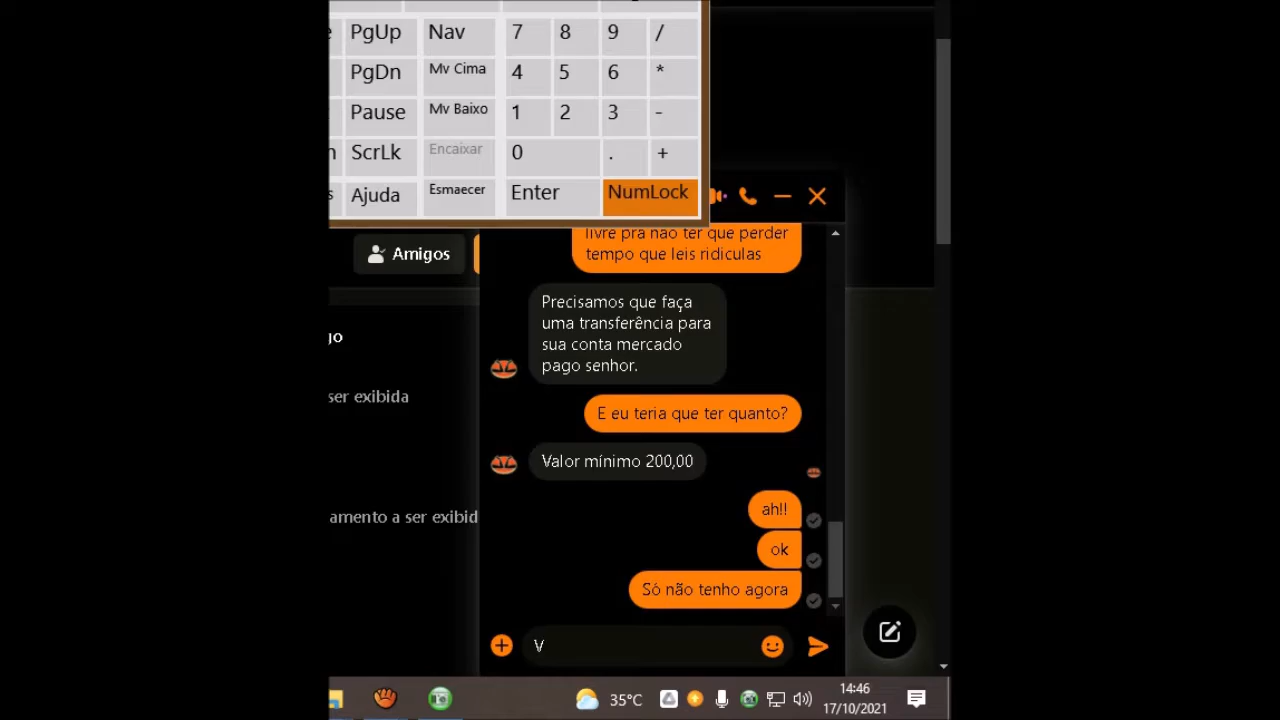 PgUp Nav 7 8 9 /
PgDn Mv Cima 4 5 6 *
Pause Mv Baixo 1 2 3 -
ScrLk Encaixar 0 . +
Ajuda Esmaecer Enter NumLock
Amigos
livre pra não ter que perder
tempo que leis ridiculas
Precisamos que faça
uma transferência para
sua conta mercado
pago senhor.
E eu teria que ter quanto?
Valor mínimo 200,00
ah!!
ok
Só não tenho agora
V
ser exibida
amento a ser exibid
35°C
14:46
17/10/2021